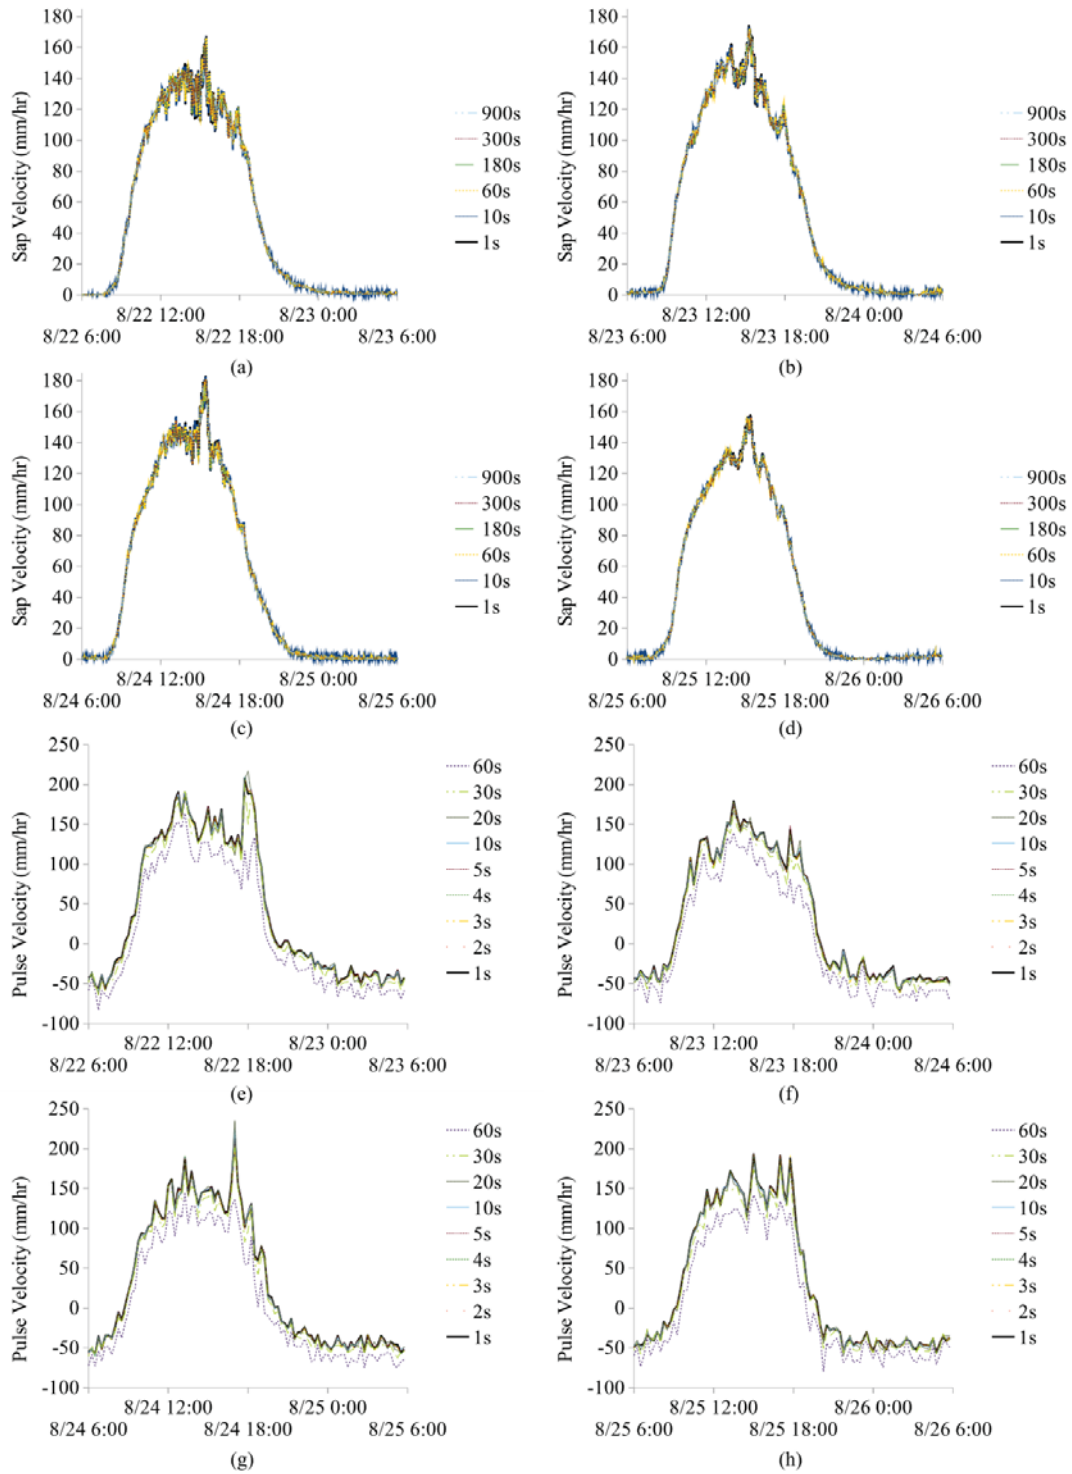 180
160
140
120
100
80
60
40
20
0
Sap Velocity (mm/hr)
900s
300s
180s
60s
10s
1s
8/22 12:00 8/23 0:00
8/22 6:00 8/22 18:00 8/23 6:00
(a)
180
160
140
120
100
80
60
40
20
0
Sap Velocity (mm/hr)
900s
300s
180s
60s
10s
1s
8/23 12:00 8/24 0:00
8/23 6:00 8/23 18:00 8/24 6:00
(b)
180
160
140
120
100
80
60
40
20
0
Sap Velocity (mm/hr)
900s
300s
180s
60s
10s
1s
8/24 12:00 8/25 0:00
8/24 6:00 8/24 18:00 8/25 6:00
(c)
180
160
140
120
100
80
60
40
20
0
Sap Velocity (mm/hr)
900s
300s
180s
60s
10s
1s
8/25 12:00 8/26 0:00
8/25 6:00 8/25 18:00 8/26 6:00
(d)
250
200
150
100
50
0
-50
-100
Pulse Velocity (mm/hr)
60s
30s
20s
10s
5s
4s
3s
2s
1s
8/22 12:00 8/23 0:00
8/22 6:00 8/22 18:00 8/23 6:00
(e)
250
200
150
100
50
0
-50
-100
Pulse Velocity (mm/hr)
60s
30s
20s
10s
5s
4s
3s
2s
1s
8/23 12:00 8/24 0:00
8/23 6:00 8/23 18:00 8/24 6:00
(f)
250
200
150
100
50
0
-50
-100
Pulse Velocity (mm/hr)
60s
30s
20s
10s
5s
4s
3s
2s
1s
8/24 12:00 8/25 0:00
8/24 6:00 8/24 18:00 8/25 6:00
(g)
250
200
150
100
50
0
-50
-100
Pulse Velocity (mm/hr)
60s
30s
20s
10s
5s
4s
3s
2s
1s
8/25 12:00 8/26 0:00
8/25 6:00 8/25 18:00 8/26 6:00
(h)